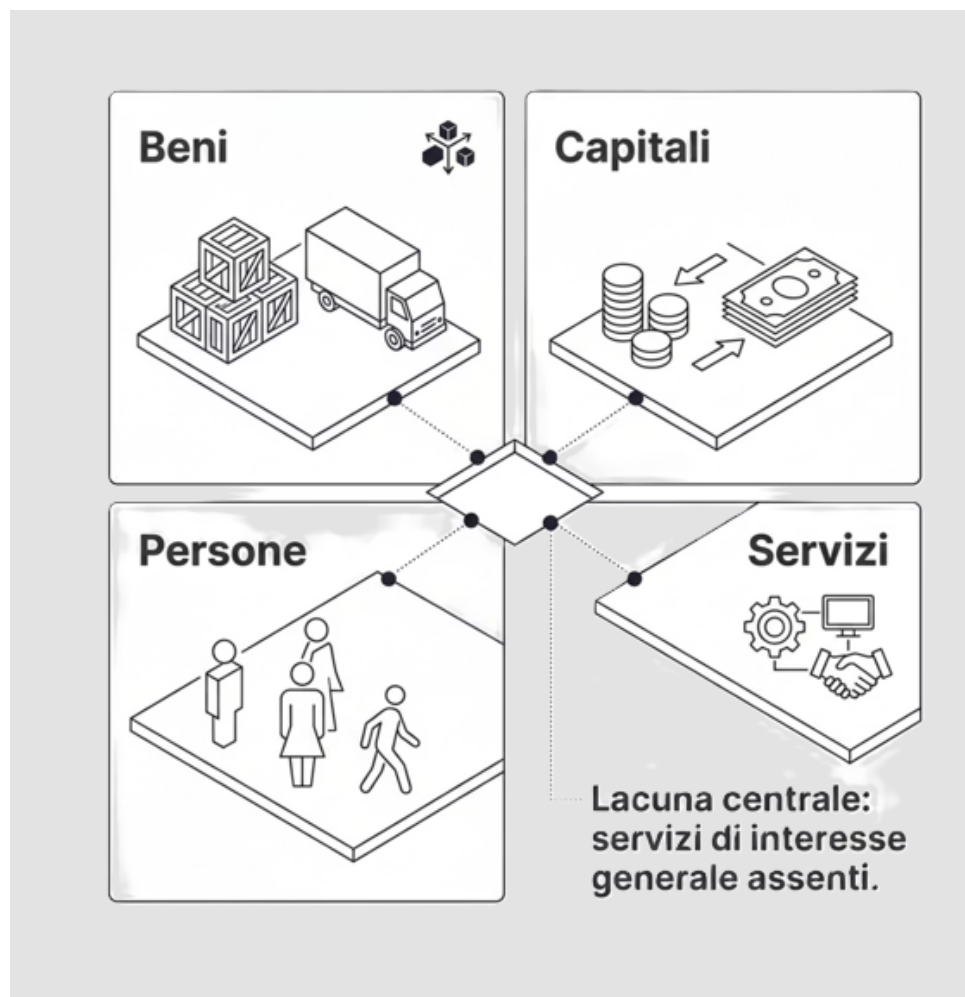 Beni
Capitali
Persone
Servizi
Lacuna centrale:
servizi di interesse
generale assenti.